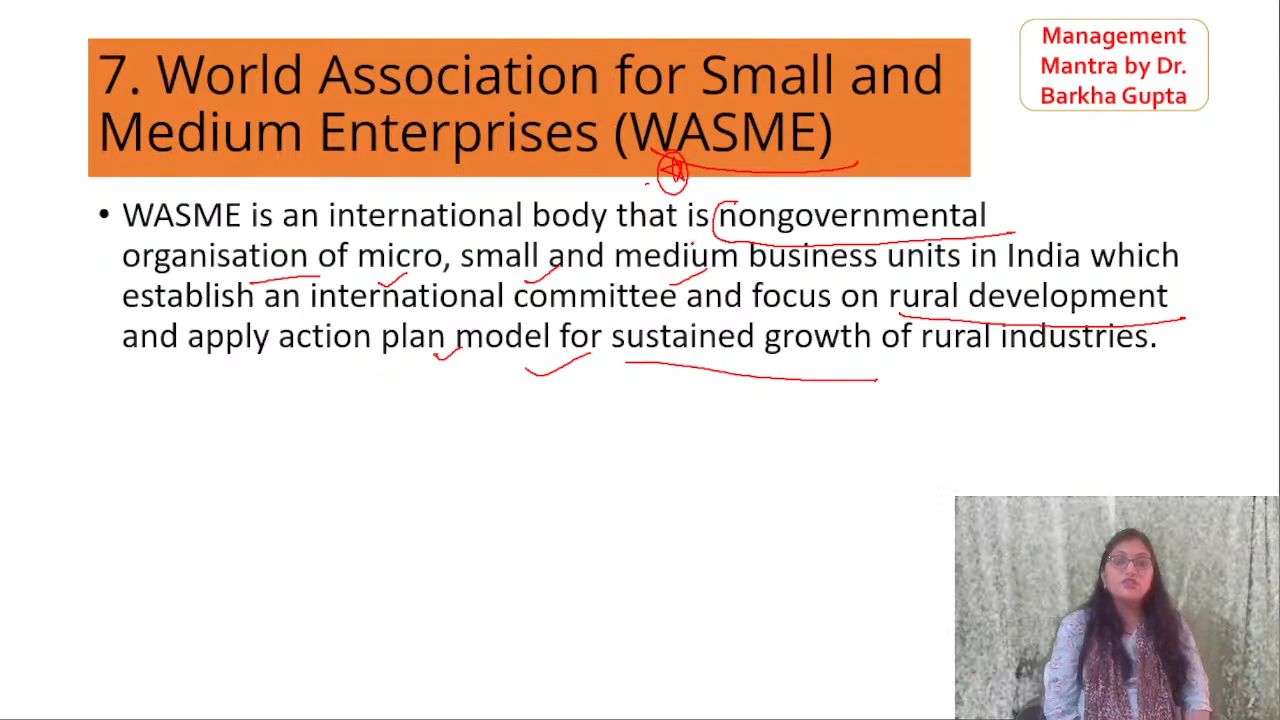 7. World Association for Small and
Medium Enterprises (WASME)
Management
Mantra by Dr.
Barkha Gupta
• WASME is an international body that is nongovernmental
organisation of micro, small and medium business units in India which
establish an international committee and focus on rural development
and apply action plan model for sustained growth of rural industries.